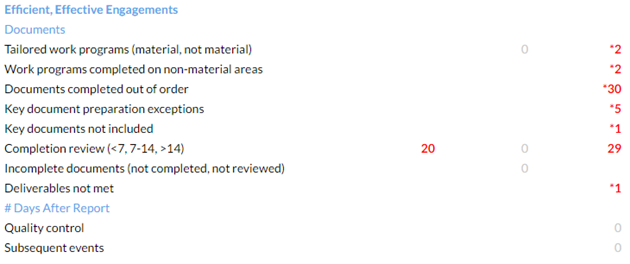 Efficient, Effective Engagements
Documents
Tailored work programs (material, not material) 0 *2
Work programs completed on non-material areas *2
Documents completed out of order *30
Key document preparation exceptions *5
Key documents not included *1
Completion review (<7, 7-14, >14) 20 0 29
Incomplete documents (not completed, not reviewed) 0
Deliverables not met *1
# Days After Report
Quality control 0
Subsequent events 0